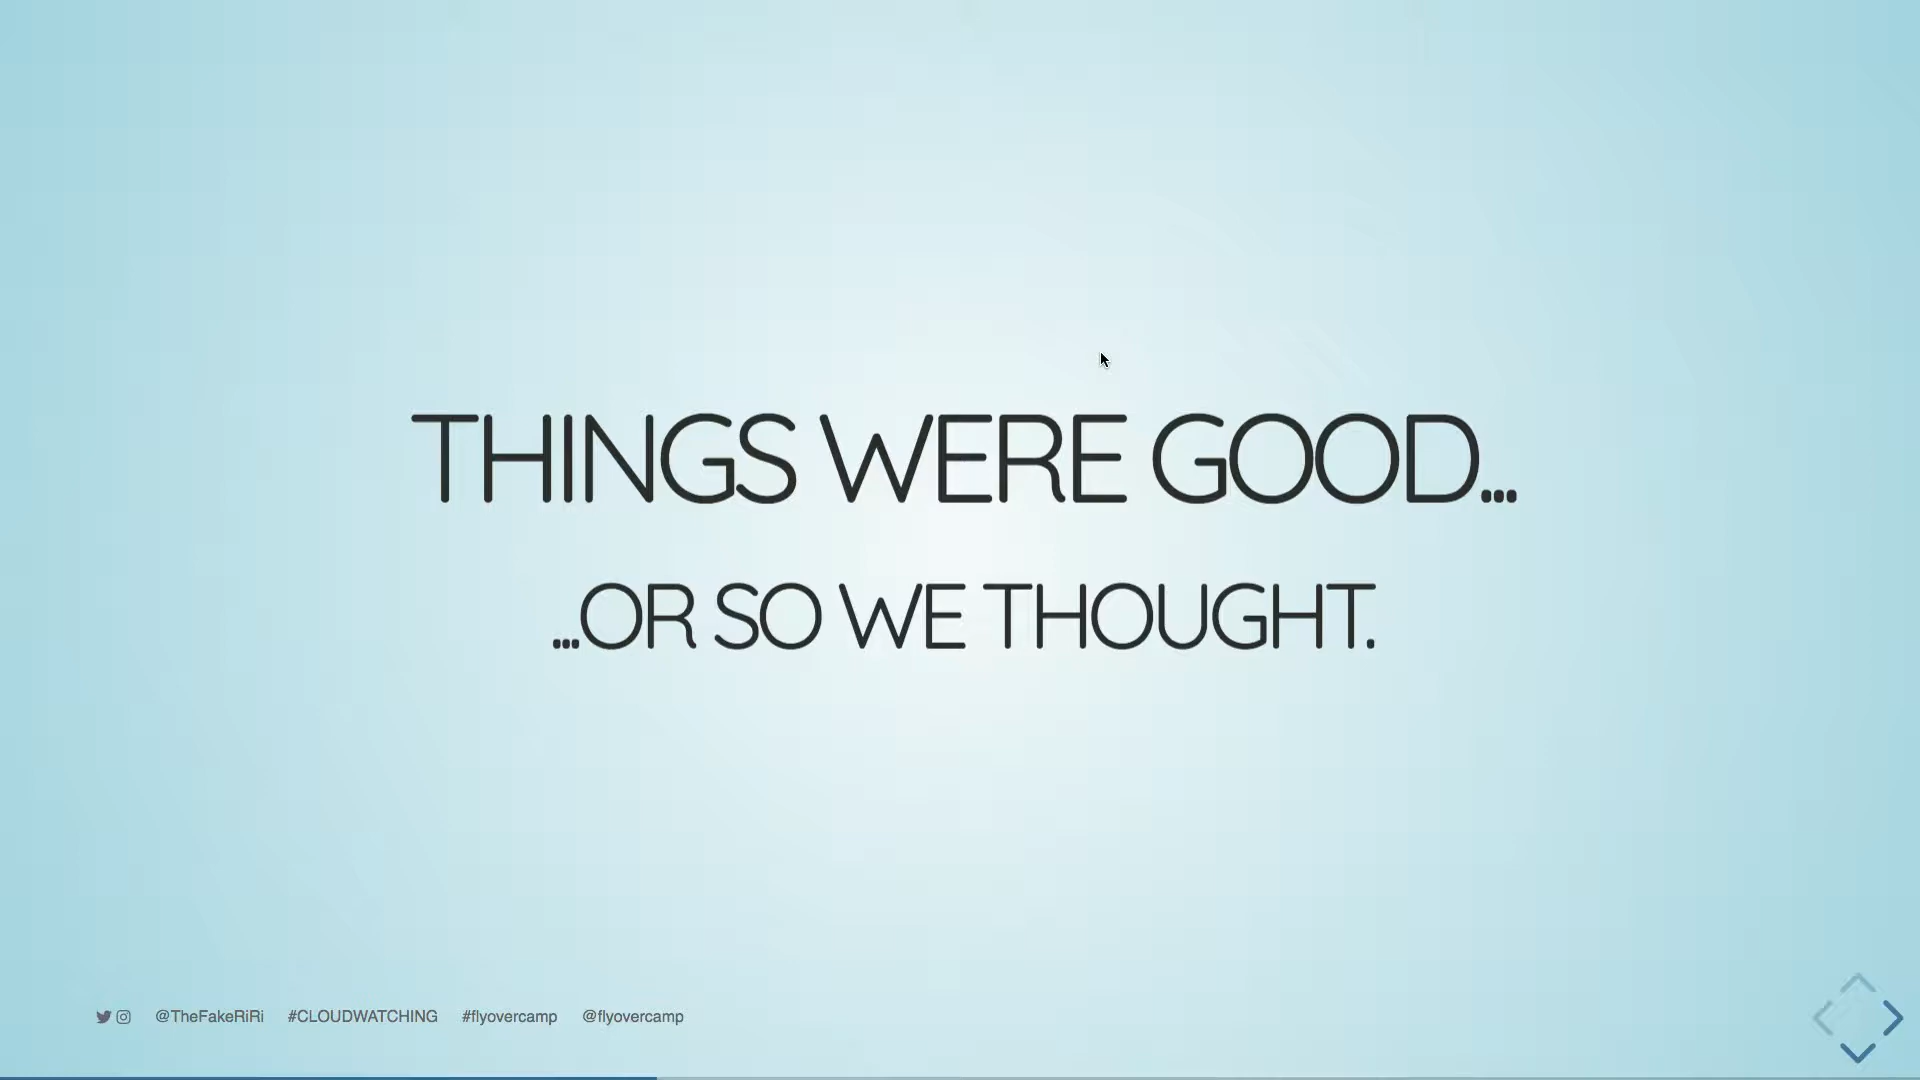 THINGS WERE GOOD...
...OR SO WE THOUGHT.
@TheFakeRiRi #CLOUDWATCHING #flyovercamp @flyovercamp